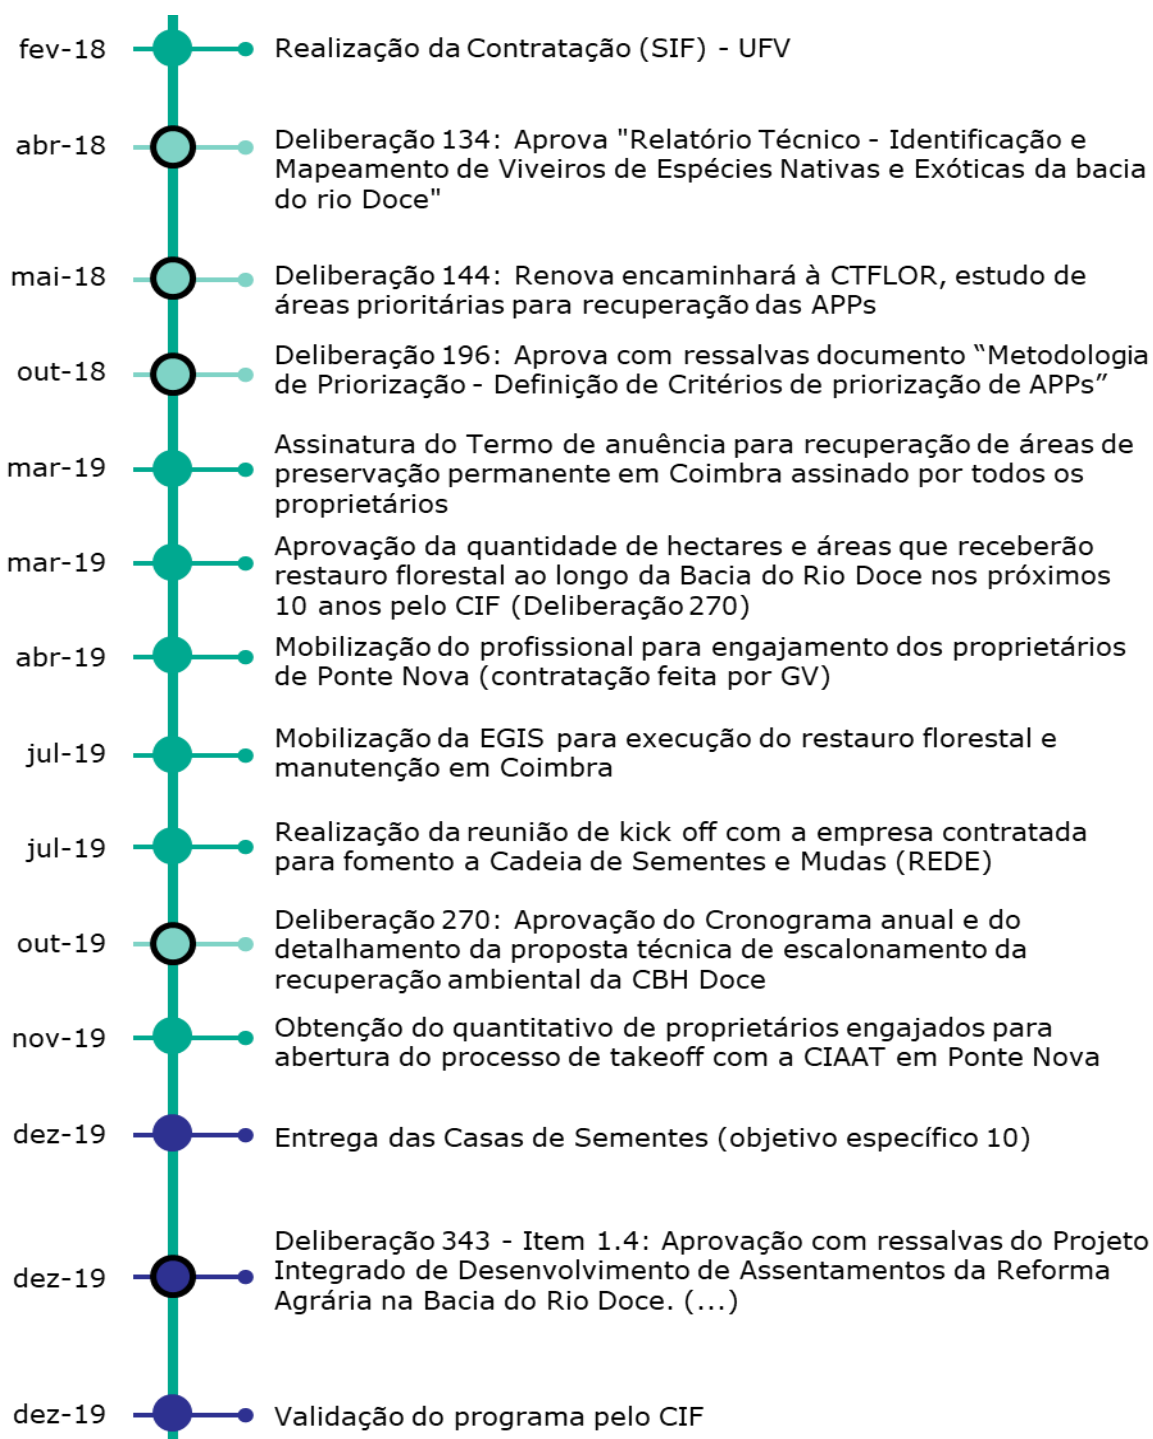 fev-18
Realização da Contratação (SIF) - UFV
abr-18
Deliberação 134: Aprova "Relatório Técnico - Identificação e
Mapeamento de Viveiros de Espécies Nativas e Exóticas da bacia
do rio Doce"
mai-18
Deliberação 144: Renova encaminhará à CTFLOR, estudo de
áreas prioritárias para recuperação das APPs
out-18
Deliberação 196: Aprova com ressalvas documento “Metodologia
de Priorização - Definição de Critérios de priorização de APPs”
mar-19
Assinatura do Termo de anuência para recuperação de áreas de
preservação permanente em Coimbra assinado por todos os
proprietários
mar-19
Aprovação da quantidade de hectares e áreas que receberão
restauro florestal ao longo da Bacia do Rio Doce nos próximos
10 anos pelo CIF (Deliberação 270)
abr-19
Mobilização do profissional para engajamento dos proprietários
de Ponte Nova (contratação feita por GV)
jul-19
Mobilização da EGIS para execução do restauro florestal e
manutenção em Coimbra
jul-19
Realização da reunião de kick off com a empresa contratada
para fomento a Cadeia de Sementes e Mudas (REDE)
out-19
Deliberação 270: Aprovação do Cronograma anual e do
detalhamento da proposta técnica de escalonamento da
recuperação ambiental da CBH Doce
nov-19
Obtenção do quantitativo de proprietários engajados para
abertura do processo de takeoff com a CIAAT em Ponte Nova
dez-19
Entrega das Casas de Sementes (objetivo específico 10)
dez-19
Deliberação 343 - Item 1.4: Aprovação com ressalvas do Projeto
Integrado de Desenvolvimento de Assentamentos da Reforma
Agrária na Bacia do Rio Doce. (...)
dez-19
Validação do programa pelo CIF